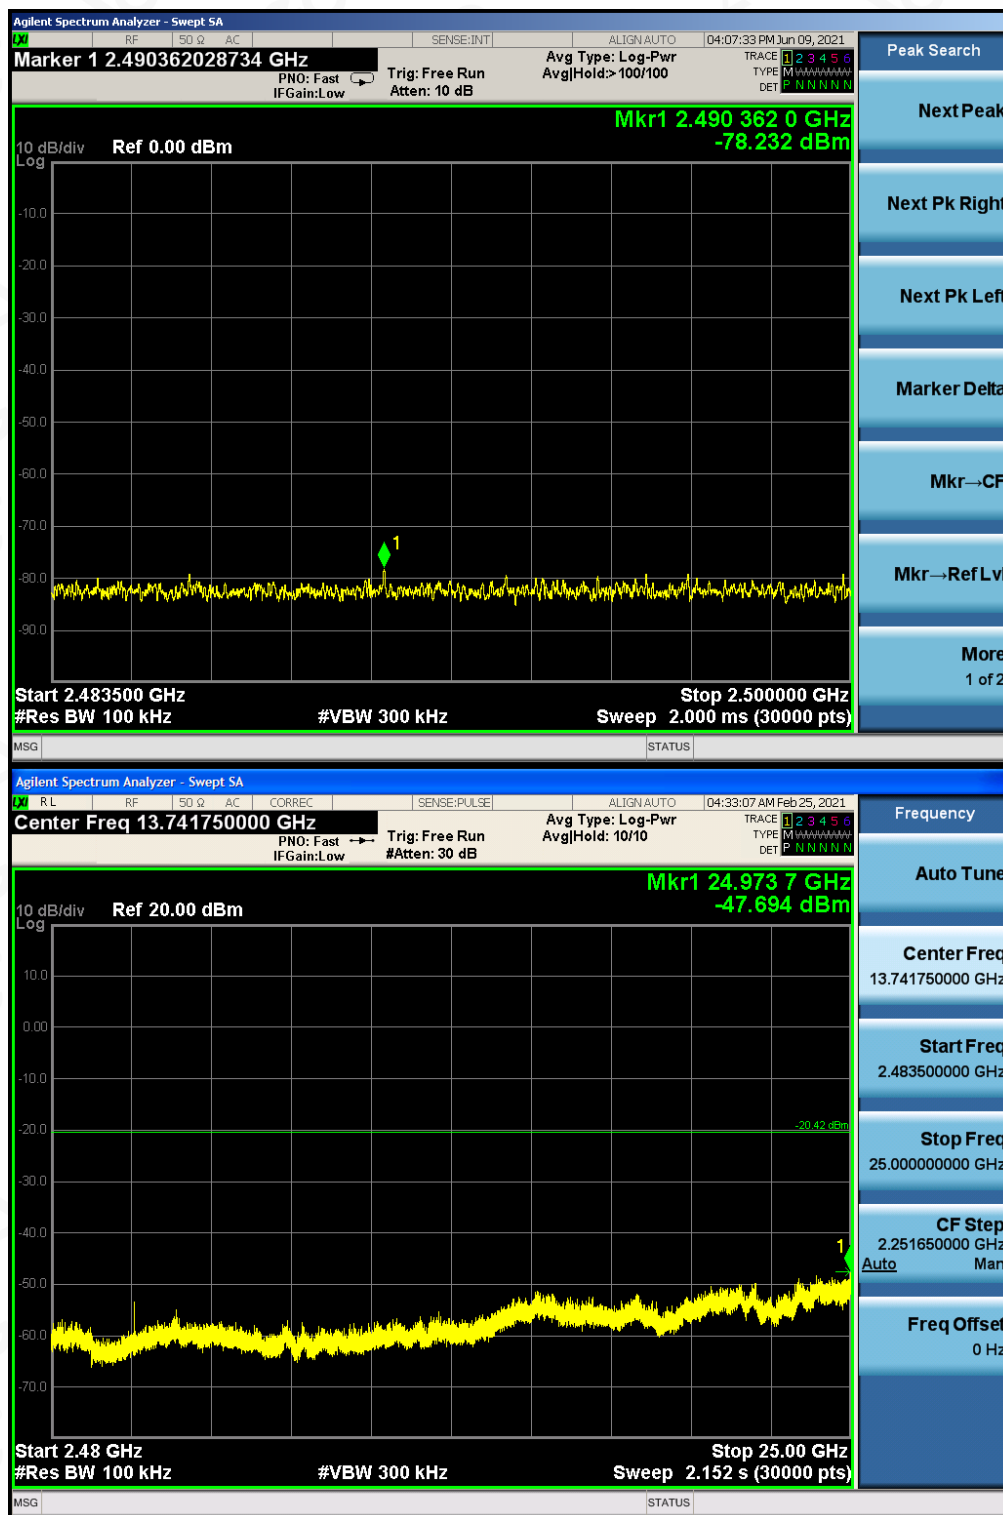 Agilent Spectrum Analyzer - Swept SA
LXI RF 50 Ω AC SENSE:INT ALIGN AUTO 04:07:33 PM Jun 09, 2021
Marker 1 2.490362028734 GHz
PNO: Fast
IFGain:Low
Trig: Free Run
Atten: 10 dB
Avg Type: Log-Pwr
Avg|Hold:>100/100
TRACE 1 2 3 4 5 6
TYPE M WWWWW
DET P N N N N N
Mkr1 2.490 362 0 GHz
-78.232 dBm
10 dB/div Ref 0.00 dBm
Log
-10.0
-20.0
-30.0
-40.0
-50.0
-60.0
-70.0
1
-80.0
-90.0
Start 2.483500 GHz Stop 2.500000 GHz
#Res BW 100 kHz #VBW 300 kHz Sweep 2.000 ms (30000 pts)
MSG STATUS
Peak Search
Next Peak
Next Pk Right
Next Pk Left
Marker Delta
Mkr→CF
Mkr→Ref Lvl
More
1 of 2
Agilent Spectrum Analyzer - Swept SA
LXI RL RF 50 Ω AC CORREC SENSE:PULSE ALIGN AUTO 04:33:07 AM Feb 25, 2021
Center Freq 13.741750000 GHz
PNO: Fast
IFGain:Low
Trig: Free Run
#Atten: 30 dB
Avg Type: Log-Pwr
Avg|Hold: 10/10
TRACE 1 2 3 4 5 6
TYPE M WWWWW
DET P N N N N N
Mkr1 24.973 7 GHz
-47.694 dBm
10 dB/div Ref 20.00 dBm
Log
10.0
0.00
-10.0
-20.0
-20.42 dBm
-30.0
-40.0
1
-50.0
-60.0
-70.0
Start 2.48 GHz Stop 25.00 GHz
#Res BW 100 kHz #VBW 300 kHz Sweep 2.152 s (30000 pts)
MSG STATUS
Frequency
Auto Tune
Center Freq
13.741750000 GHz
Start Freq
2.483500000 GHz
Stop Freq
25.000000000 GHz
CF Step
2.251650000 GHz
Auto Man
Freq Offset
0 Hz